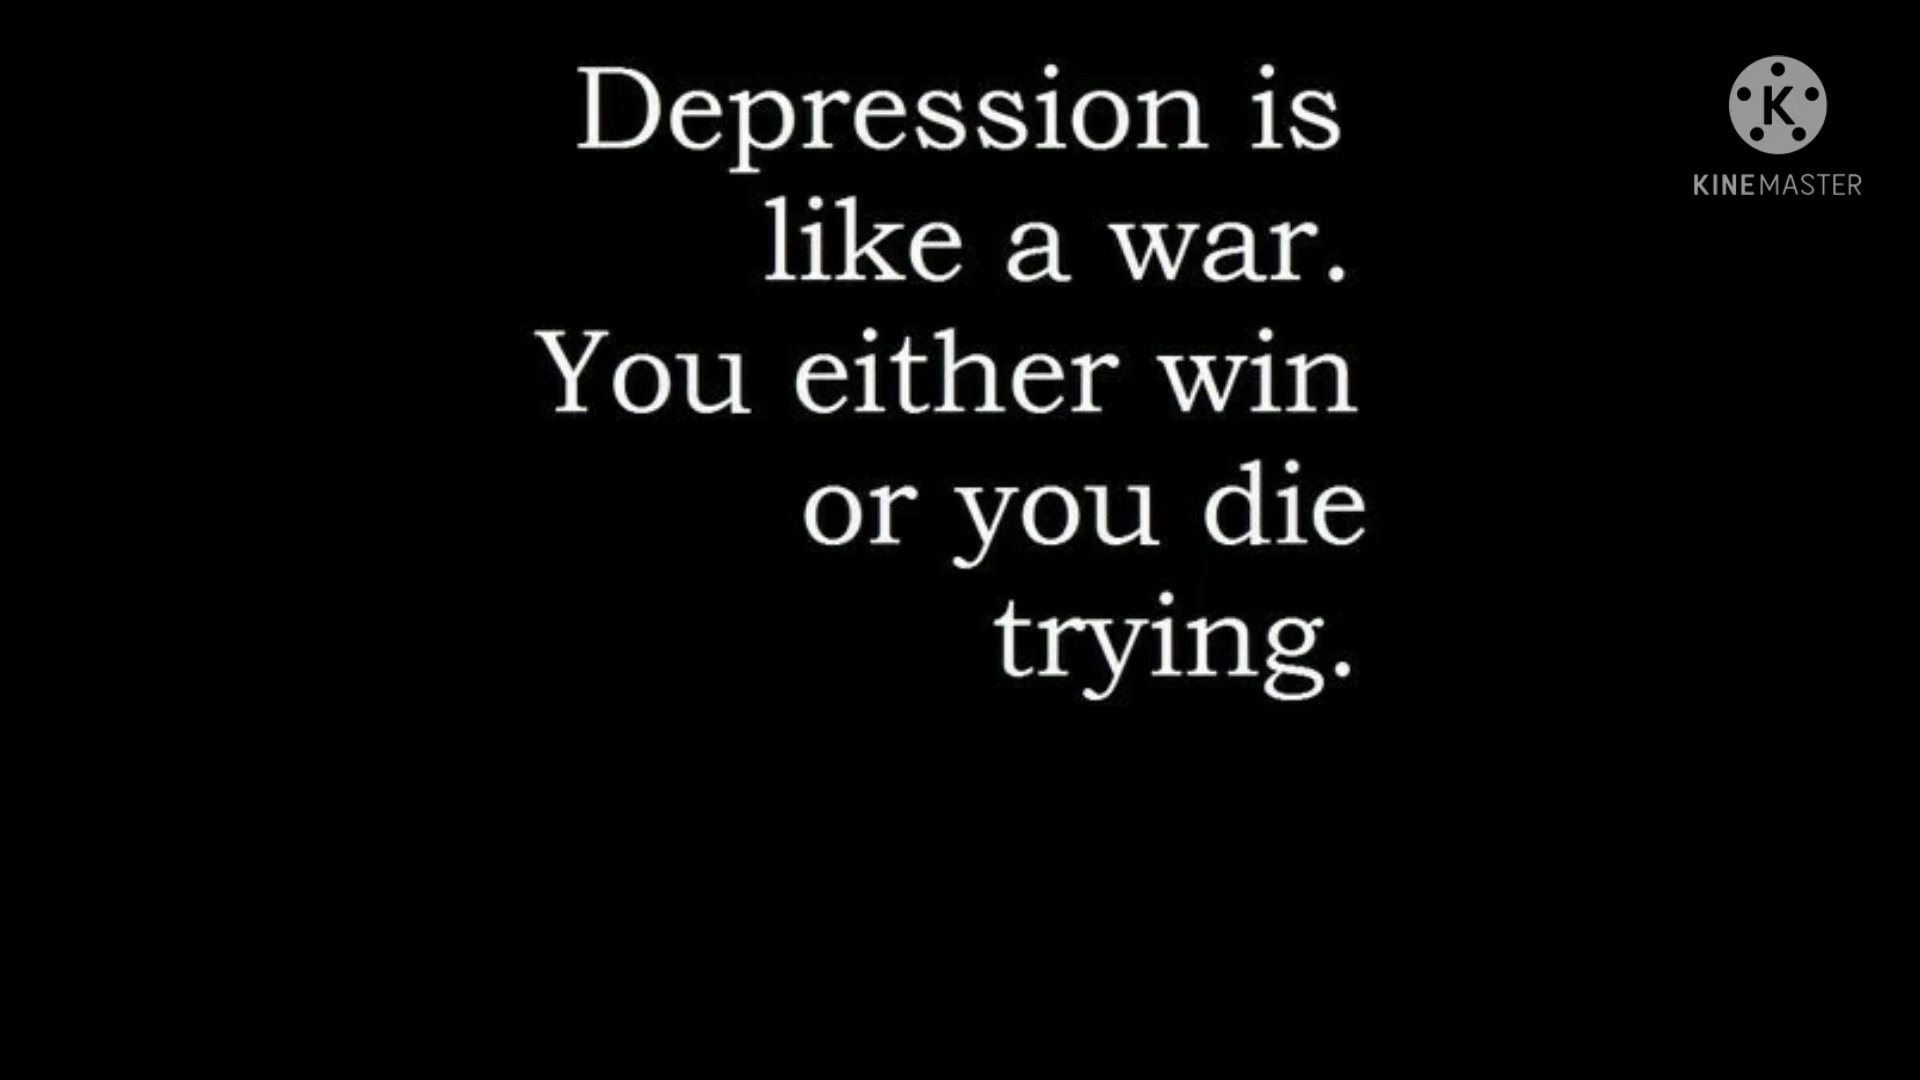 Depression is
like a war.
You either win
or you die
trying.
K
KINEMASTER